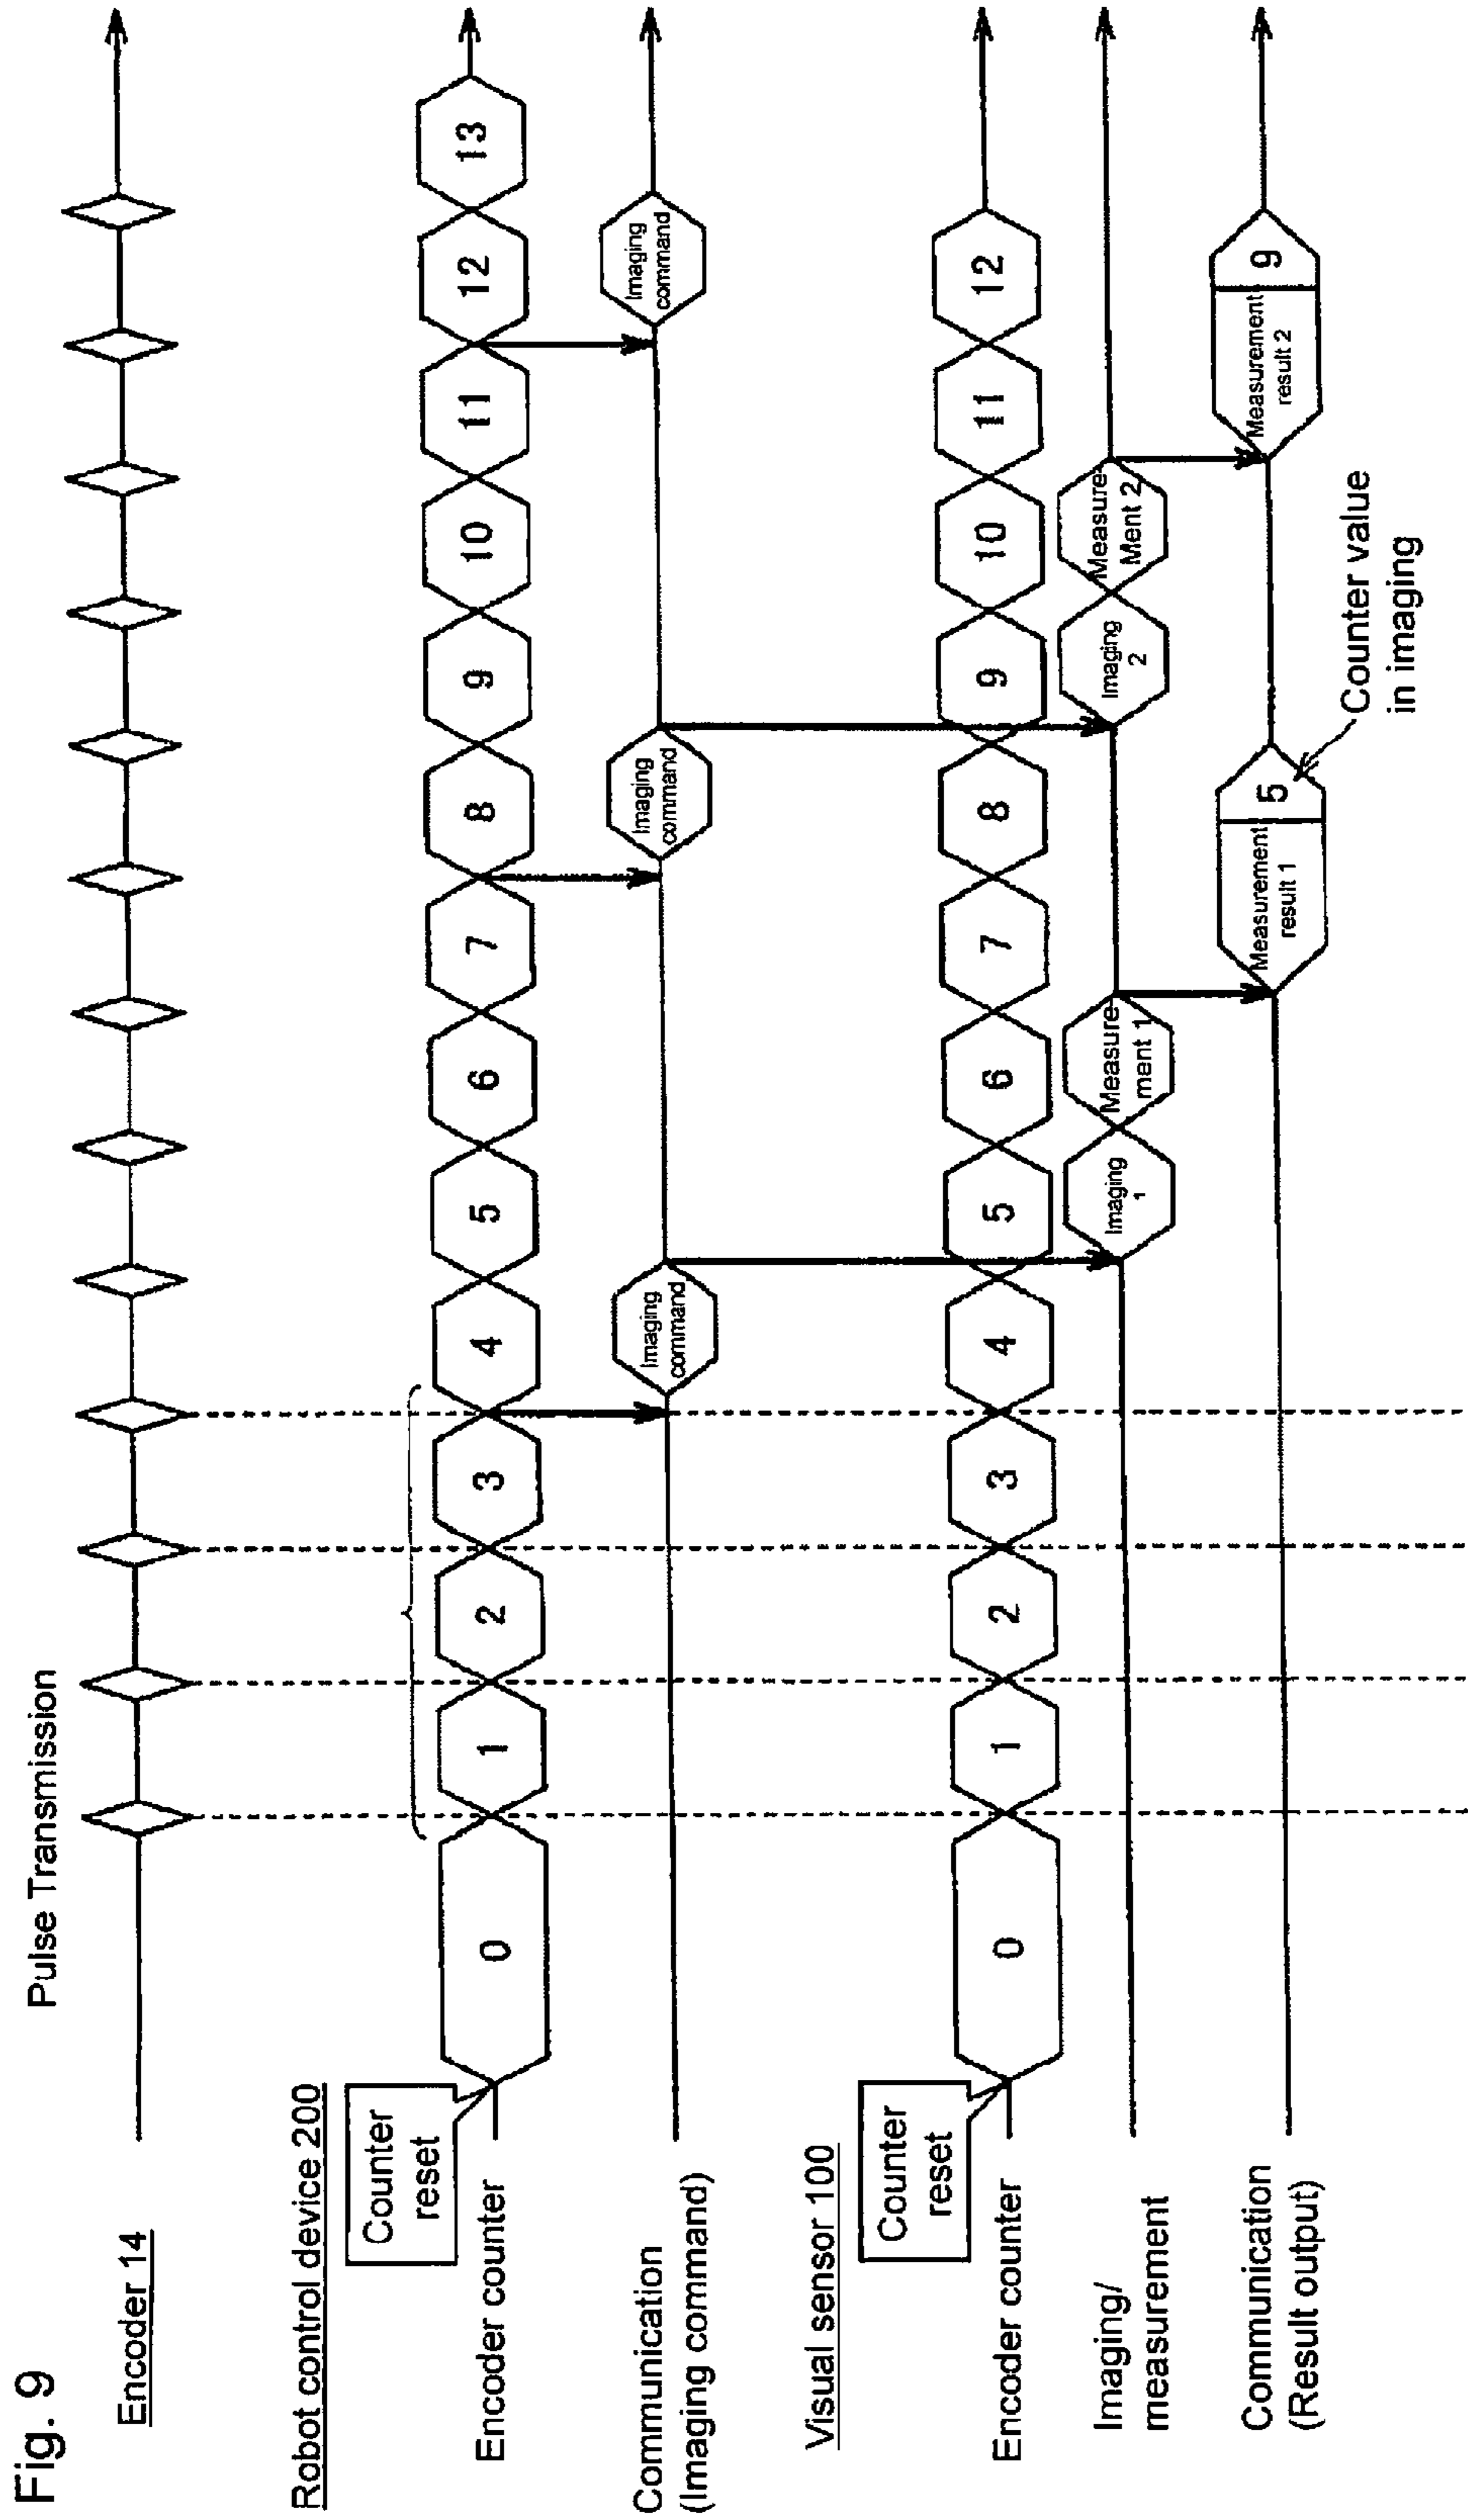 Fig. 9
Pulse Transmission
Encoder 14
Robot control device 200
Counter
reset
Encoder counter
0
1
2
3
4
5
6
7
8
9
10
11
12
13
Communication
(Imaging command)
Imaging
command
Imaging
command
Imaging
command
Visual sensor 100
Counter
reset
Encoder counter
0
1
2
3
4
5
6
7
8
9
10
11
12
Imaging/
measurement
Imaging
1
Measure-
ment 1
Imaging
2
Measure-
Ment 2
Communication
(Result output)
Measurement
result 1
5
Measurement
result 2
9
Counter value
in imaging